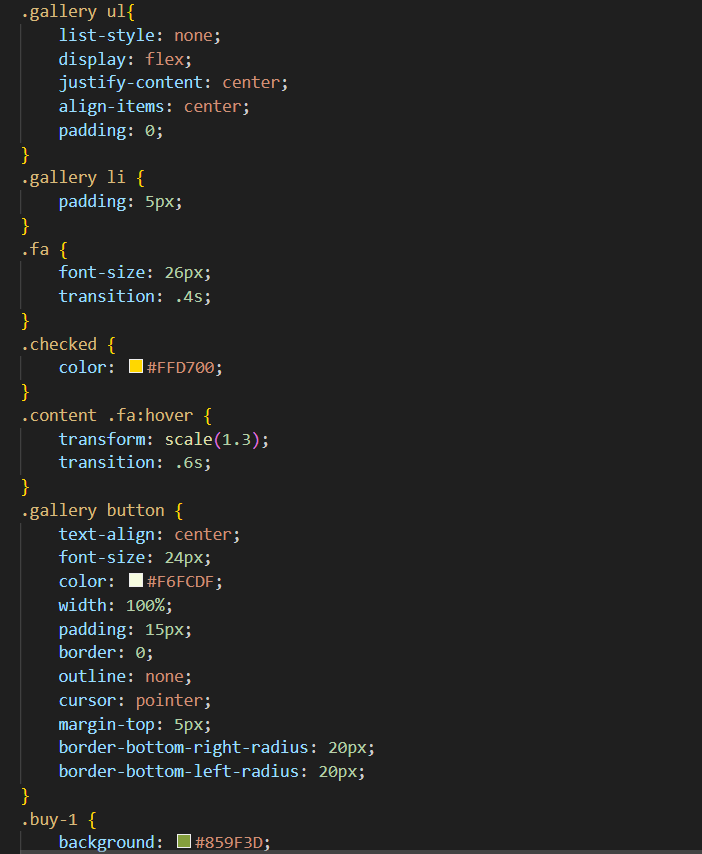 .gallery ul{
    list-style: none;
    display: flex;
    justify-content: center;
    align-items: center;
    padding: 0;
}
.gallery li {
    padding: 5px;
}
.fa {
    font-size: 26px;
    transition: .4s;
}
.checked {
    color: #FFD700;
}
.content .fa:hover {
    transform: scale(1.3);
    transition: .6s;
}
.gallery button {
    text-align: center;
    font-size: 24px;
    color: #F6FCDF;
    width: 100%;
    padding: 15px;
    border: 0;
    outline: none;
    cursor: pointer;
    margin-top: 5px;
    border-bottom-right-radius: 20px;
    border-bottom-left-radius: 20px;
}
.buy-1 {
    background: #859F3D;